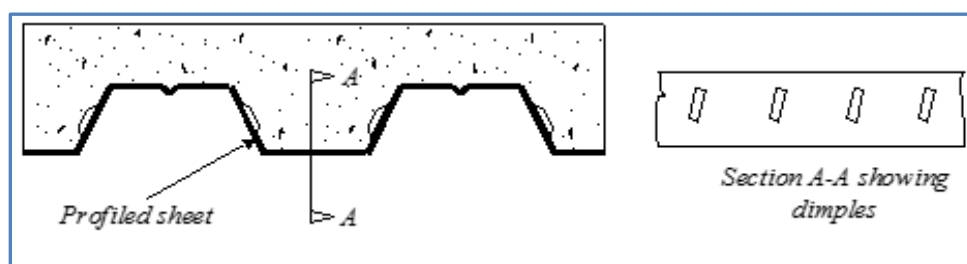 A
Profiled sheet
A
Section A-A showing
dimples